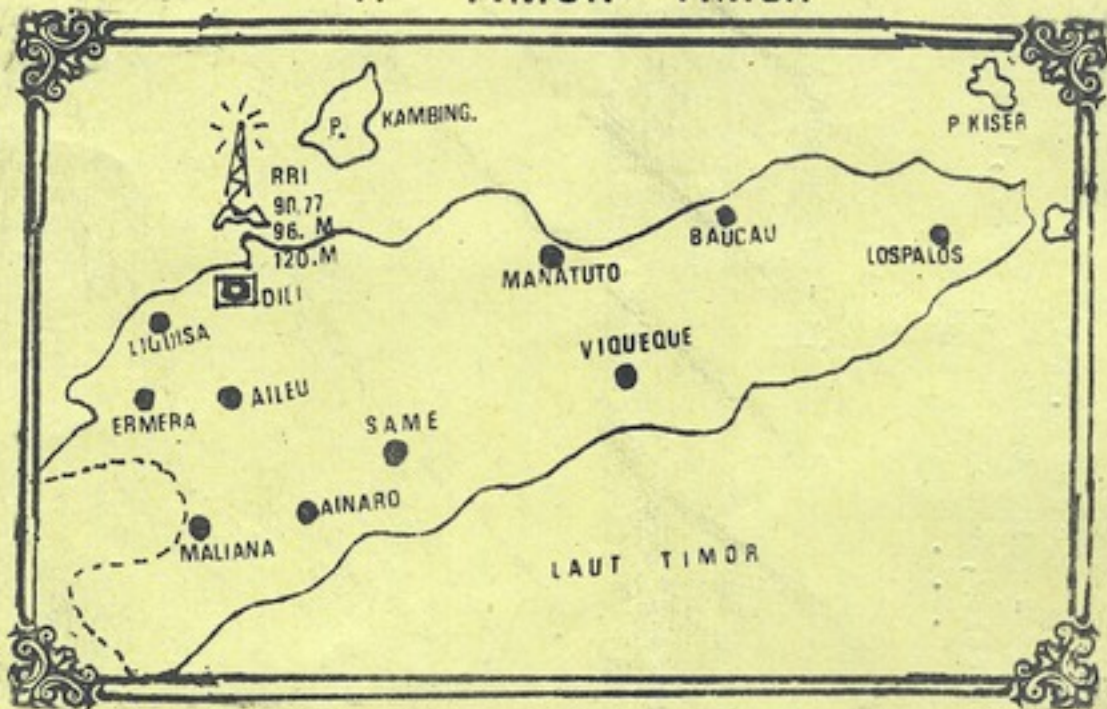 P. KAMBING.
P KISER
RRI
90.77
96. M
120.M
DILI
BAUCAU
LOSPALOS
MANATUTO
LIGUISA
VIQUEQUE
AILEU
ERMERA
SAME
AINARO
MALIANA
LAUT TIMOR